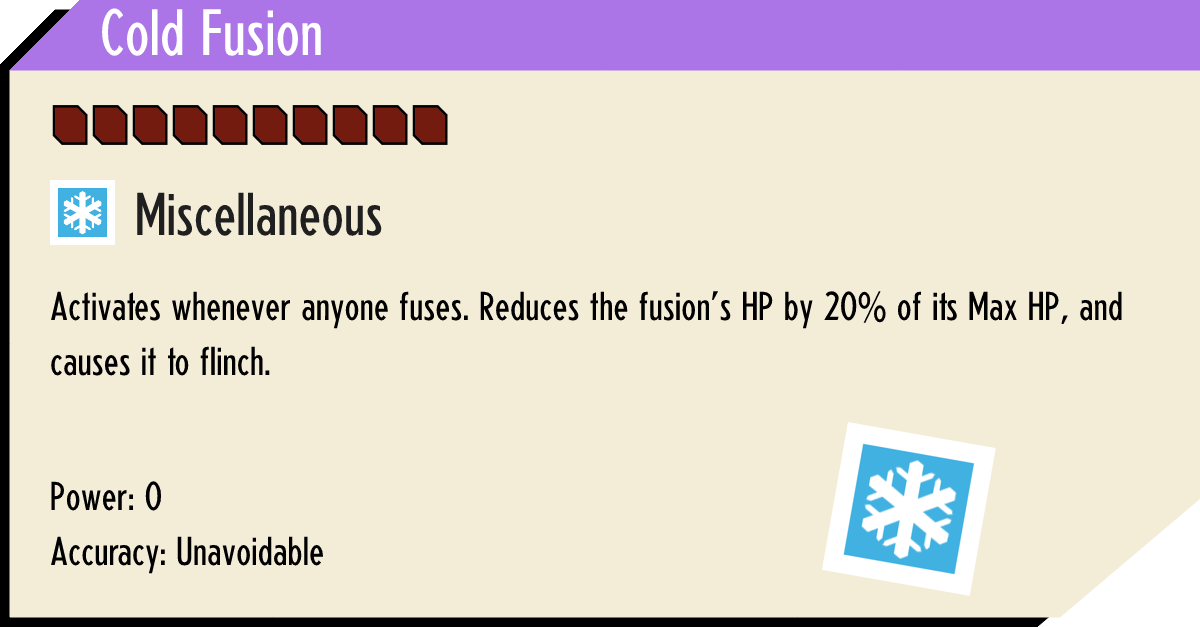 Cold Fusion
Miscellaneous
Activates whenever anyone fuses. Reduces the fusion's HP by 20% of its Max HP, and
causes it to flinch.
Power: 0
Accuracy: Unavoidable